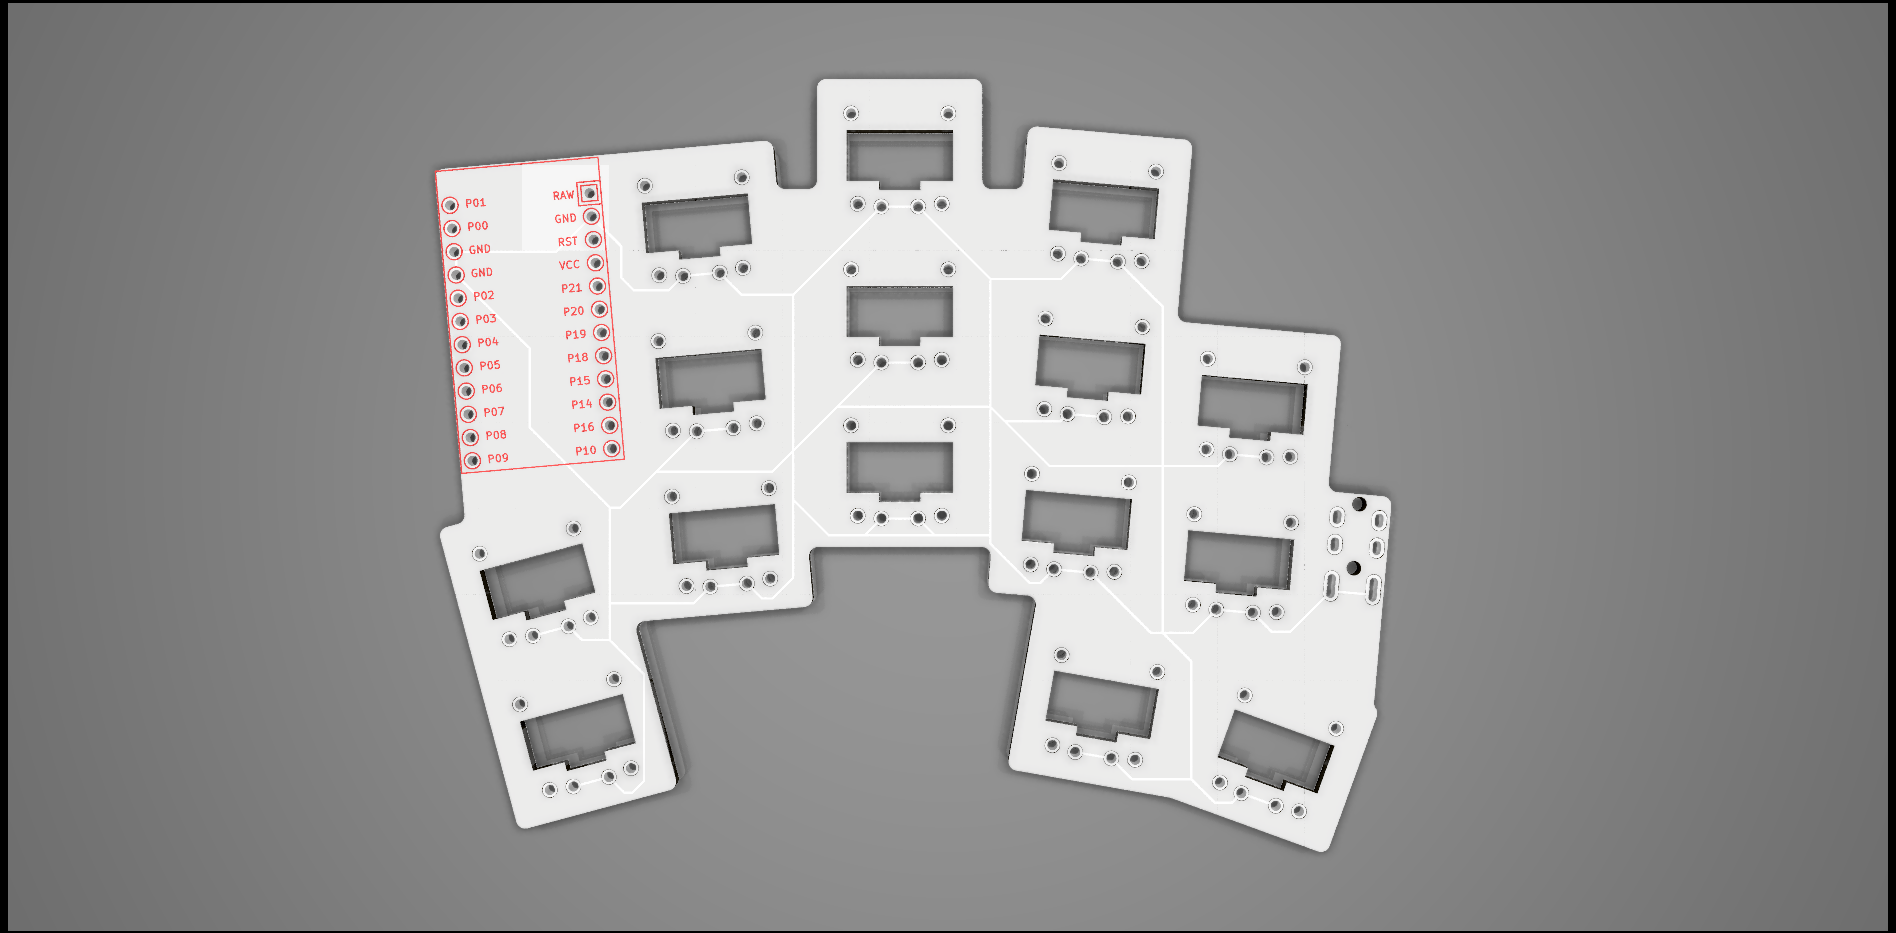 P01 RAW
P00 GND
GND RST
GND VCC
P02 P21
P03 P20
P04 P19
P05 P18
P06 P15
P07 P14
P08 P16
P09 P10